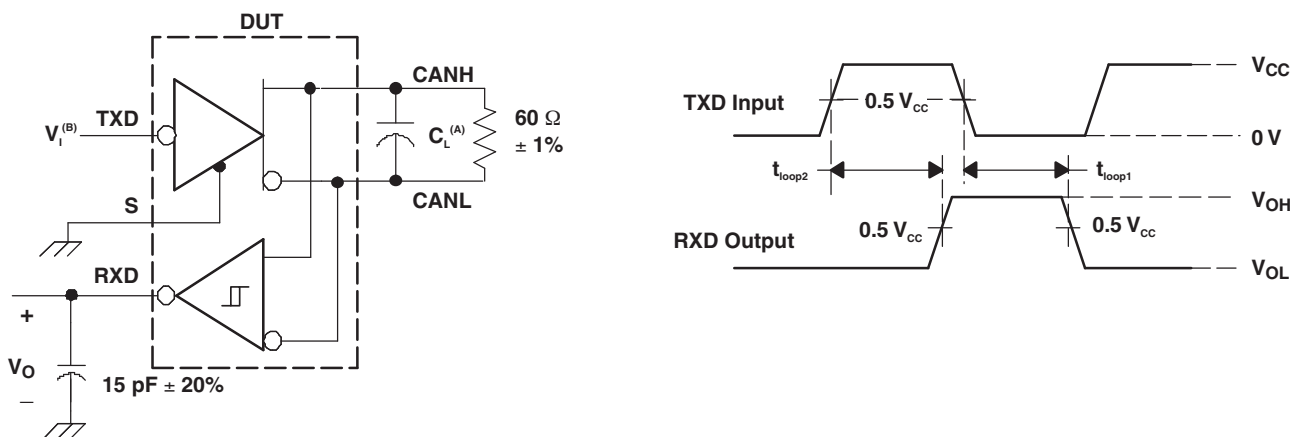 DUT
CANH
TXD
V_I^(B)
C_L^(A)
60 Ω
± 1%
CANL
S
RXD
+
V_O
–
15 pF ± 20%
V_CC
TXD Input
0.5 V_CC
0 V
t_loop2
t_loop1
V_OH
0.5 V_CC
0.5 V_CC
RXD Output
V_OL